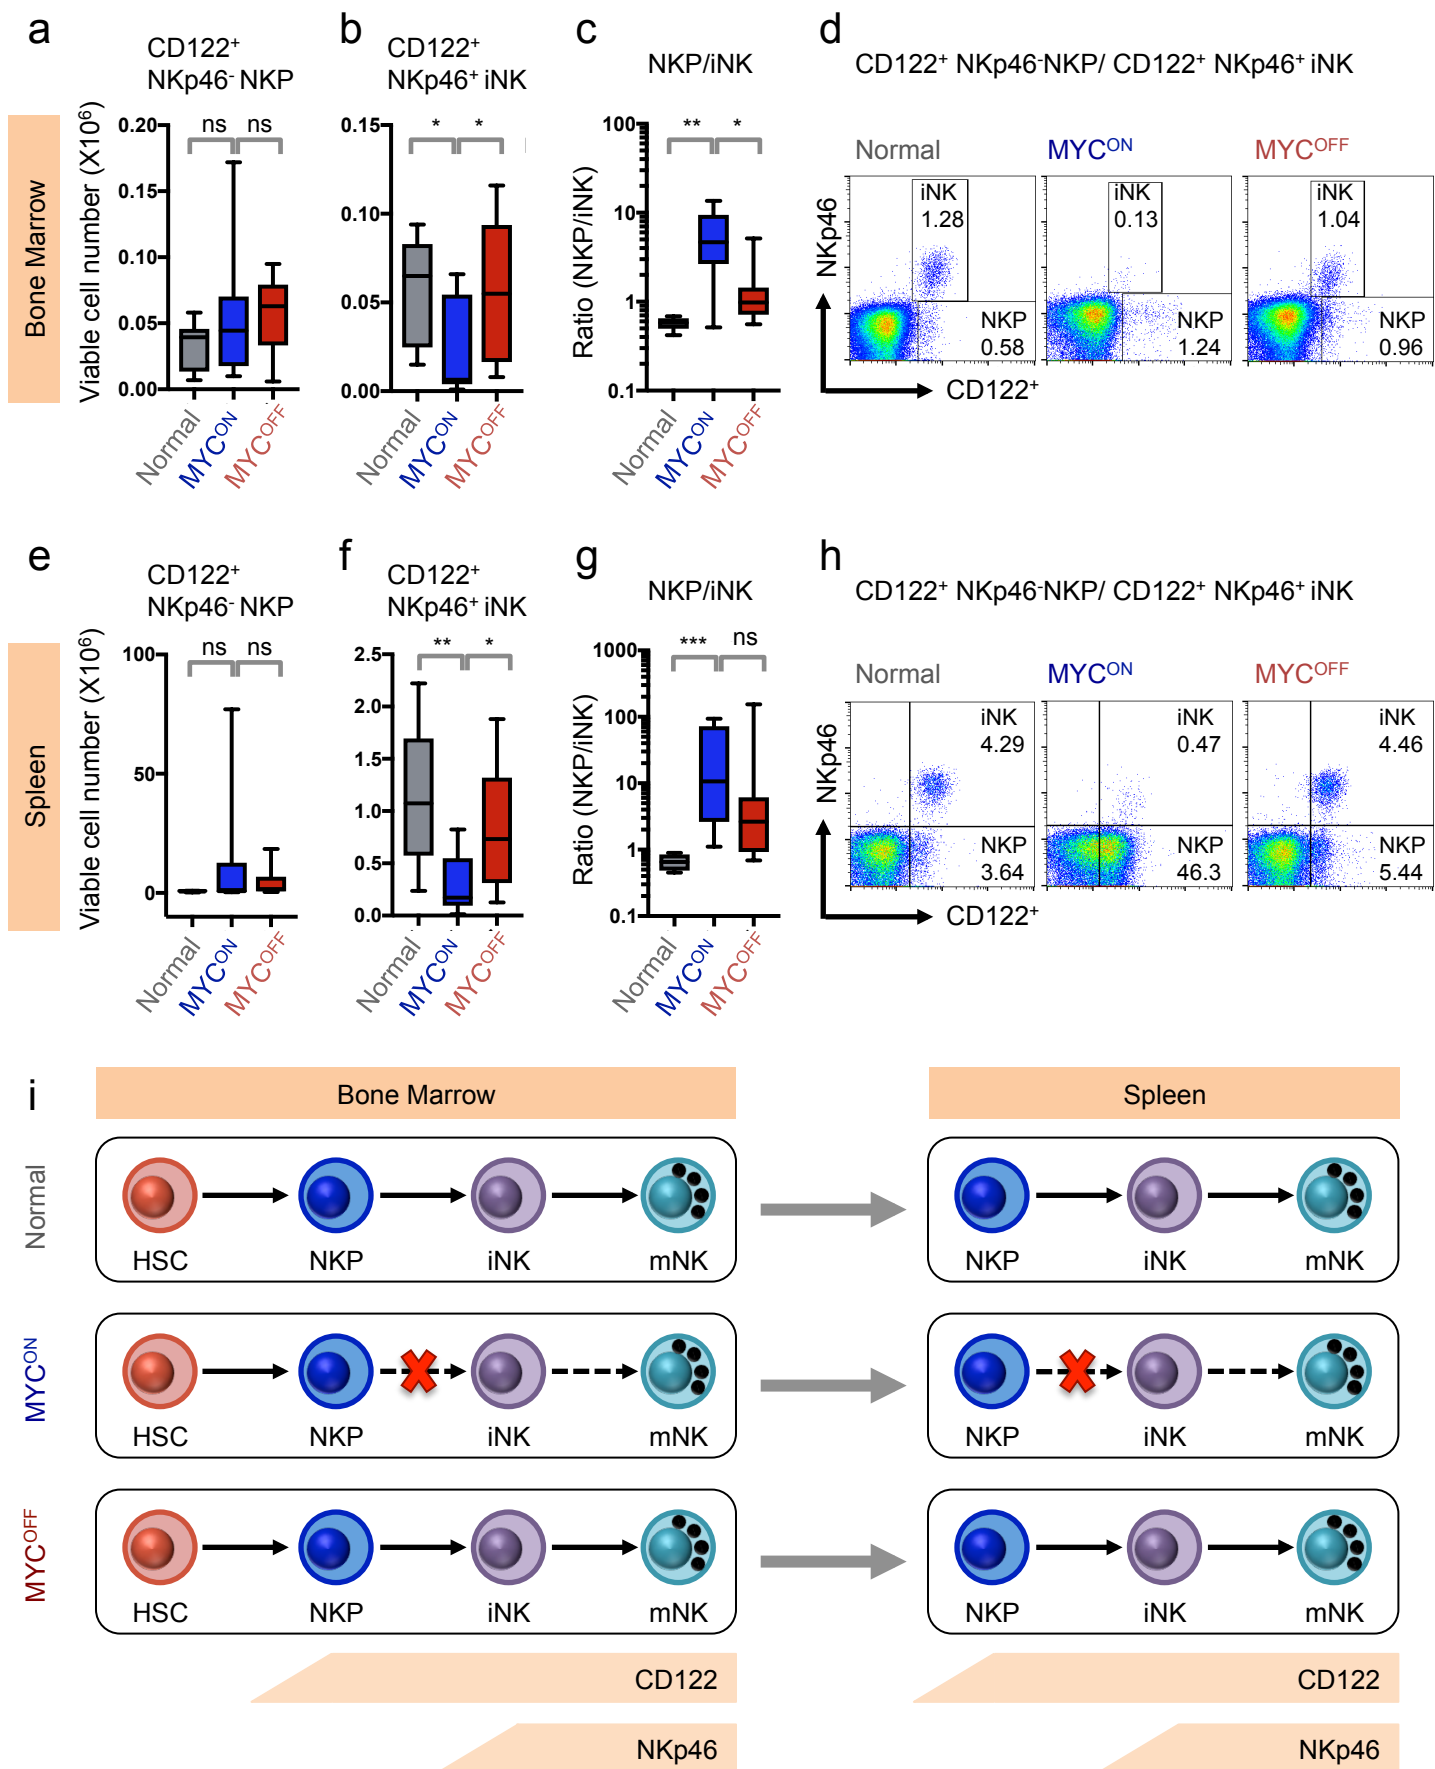 a
CD122⁺
NKp46⁻ NKP
b
CD122⁺
NKp46⁺ iNK
c
NKP/iNK
d
CD122⁺ NKp46⁻NKP/ CD122⁺ NKp46⁺ iNK
Bone Marrow
Viable cell number (X10⁶)
0.20
0.15
0.10
0.05
0.00
ns
ns
Normal
MYCᴼᴺ
MYCᴼᶠᶠ
0.15
0.10
0.05
0.00
*
*
Normal
MYCᴼᴺ
MYCᴼᶠᶠ
Ratio (NKP/iNK)
100
10
1
0.1
**
*
Normal
MYCᴼᴺ
MYCᴼᶠᶠ
Normal
MYCᴼᴺ
MYCᴼᶠᶠ
NKp46
iNK
1.28
NKP
0.58
iNK
0.13
NKP
1.24
iNK
1.04
NKP
0.96
CD122⁺
e
CD122⁺
NKp46⁻ NKP
f
CD122⁺
NKp46⁺ iNK
g
NKP/iNK
h
CD122⁺ NKp46⁻NKP/ CD122⁺ NKp46⁺ iNK
Spleen
Viable cell number (X10⁶)
100
50
0
ns
ns
Normal
MYCᴼᴺ
MYCᴼᶠᶠ
2.5
2.0
1.5
1.0
0.5
0.0
**
*
Normal
MYCᴼᴺ
MYCᴼᶠᶠ
Ratio (NKP/iNK)
1000
100
10
1
0.1
***
ns
Normal
MYCᴼᴺ
MYCᴼᶠᶠ
Normal
MYCᴼᴺ
MYCᴼᶠᶠ
NKp46
iNK
4.29
NKP
3.64
iNK
0.47
NKP
46.3
iNK
4.46
NKP
5.44
CD122⁺
i
Bone Marrow
Spleen
Normal
HSC NKP iNK mNK
NKP iNK mNK
MYCᴼᴺ
HSC NKP iNK mNK
NKP iNK mNK
MYCᴼᶠᶠ
HSC NKP iNK mNK
NKP iNK mNK
CD122
CD122
NKp46
NKp46